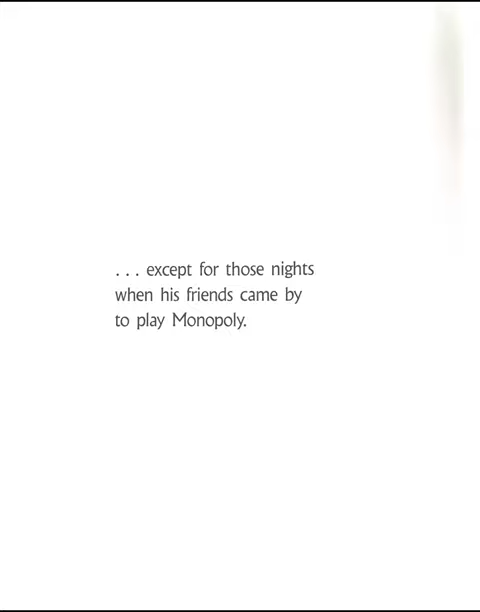 . . . except for those nights
when his friends came by
to play Monopoly.